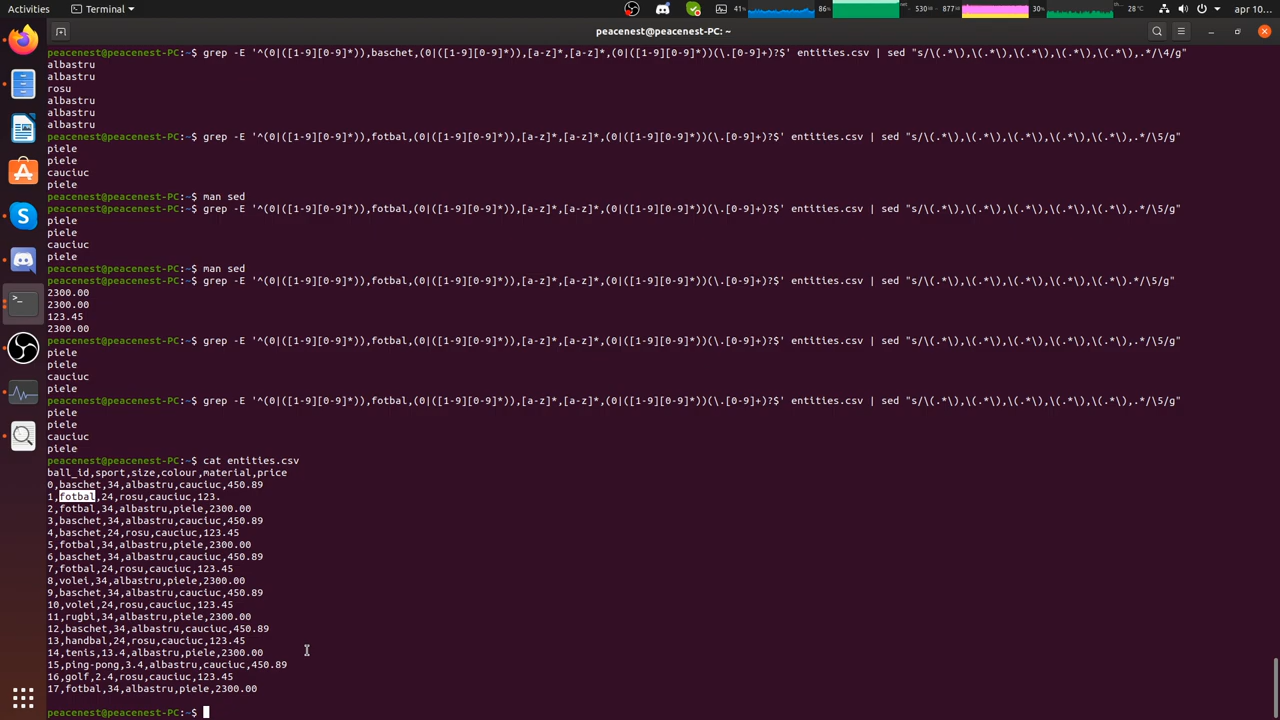 Activities
Terminal
41%
86%
530
30%
28°C
apr 10...
peacenest@peacenest-PC: ~
peacenest@peacenest-PC:~$ grep -E '^(0|([1-9][0-9]*)),baschet,(0|([1-9][0-9]*)),[a-z]*,[a-z]*,(0|([1-9][0-9]*))(\.[0-9]+)?$' entities.csv | sed "s/\(.*\),\(.*\),\(.*\),\(.*\),\(.*\),.*/\4/g"
albastru
albastru
rosu
albastru
albastru
albastru
peacenest@peacenest-PC:~$ grep -E '^(0|([1-9][0-9]*)),fotbal,(0|([1-9][0-9]*)),[a-z]*,[a-z]*,(0|([1-9][0-9]*))(\.[0-9]+)?$' entities.csv | sed "s/\(.*\),\(.*\),\(.*\),\(.*\),\(.*\),.*/\5/g"
piele
piele
cauciuc
piele
peacenest@peacenest-PC:~$ man sed
peacenest@peacenest-PC:~$ grep -E '^(0|([1-9][0-9]*)),fotbal,(0|([1-9][0-9]*)),[a-z]*,[a-z]*,(0|([1-9][0-9]*))(\.[0-9]+)?$' entities.csv | sed "s/\(.*\),\(.*\),\(.*\),\(.*\),\(.*\),.*/\5/g"
piele
piele
cauciuc
piele
peacenest@peacenest-PC:~$ man sed
peacenest@peacenest-PC:~$ grep -E '^(0|([1-9][0-9]*)),fotbal,(0|([1-9][0-9]*)),[a-z]*,[a-z]*,(0|([1-9][0-9]*))(\.[0-9]+)?$' entities.csv | sed "s/\(.*\),\(.*\),\(.*\),\(.*\),\(.*\).*/\5/g"
2300.00
2300.00
123.45
2300.00
peacenest@peacenest-PC:~$ grep -E '^(0|([1-9][0-9]*)),fotbal,(0|([1-9][0-9]*)),[a-z]*,[a-z]*,(0|([1-9][0-9]*))(\.[0-9]+)?$' entities.csv | sed "s/\(.*\),\(.*\),\(.*\),\(.*\),\(.*\),.*/\5/g"
piele
piele
cauciuc
piele
peacenest@peacenest-PC:~$ grep -E '^(0|([1-9][0-9]*)),fotbal,(0|([1-9][0-9]*)),[a-z]*,[a-z]*,(0|([1-9][0-9]*))(\.[0-9]+)?$' entities.csv | sed "s/\(.*\),\(.*\),\(.*\),\(.*\),\(.*\),.*/\5/g"
piele
piele
cauciuc
piele
peacenest@peacenest-PC:~$ cat entities.csv
ball_id,sport,size,colour,material,price
0,baschet,34,albastru,cauciuc,450.89
1,fotbal,24,rosu,cauciuc,123.
2,fotbal,34,albastru,piele,2300.00
3,baschet,34,albastru,cauciuc,450.89
4,baschet,24,rosu,cauciuc,123.45
5,fotbal,34,albastru,piele,2300.00
6,baschet,34,albastru,cauciuc,450.89
7,fotbal,24,rosu,cauciuc,123.45
8,volei,34,albastru,piele,2300.00
9,baschet,34,albastru,cauciuc,450.89
10,volei,24,rosu,cauciuc,123.45
11,rugbi,34,albastru,piele,2300.00
12,baschet,34,albastru,cauciuc,450.89
13,handbal,24,rosu,cauciuc,123.45
14,tenis,13.4,albastru,piele,2300.00
15,ping-pong,3.4,albastru,cauciuc,450.89
16,golf,2.4,rosu,cauciuc,123.45
17,fotbal,34,albastru,piele,2300.00
peacenest@peacenest-PC:~$